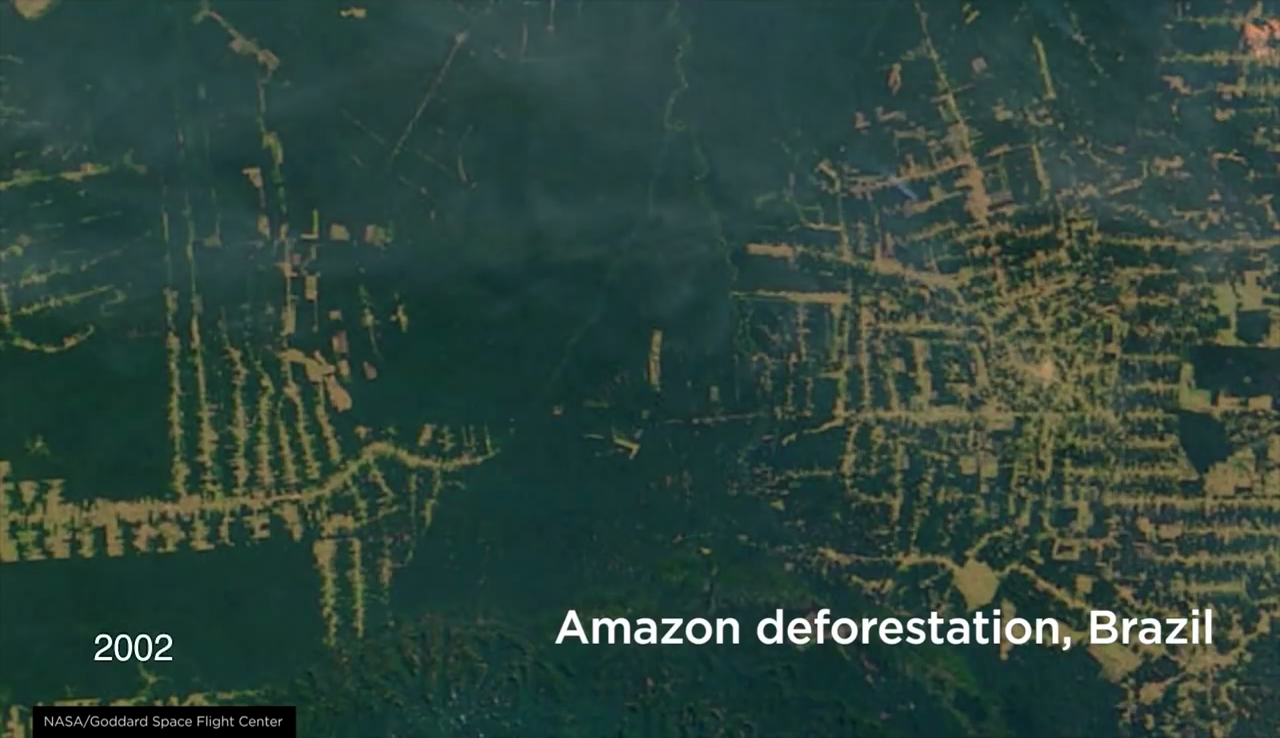 Amazon deforestation, Brazil
2002
NASA/Goddard Space Flight Center